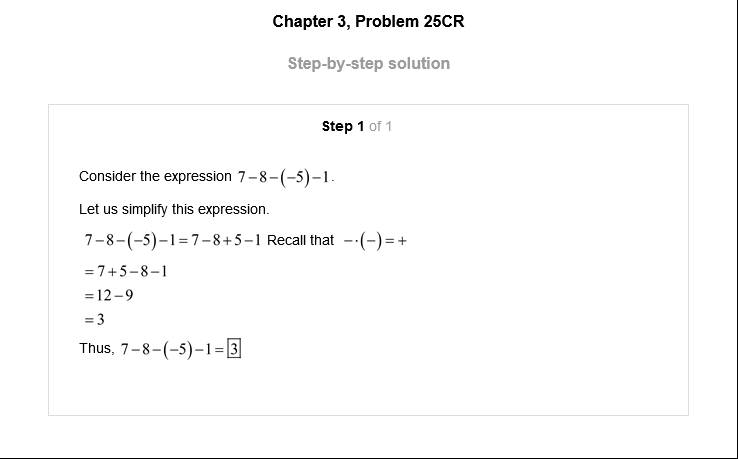 Chapter 3, Problem 25CR
Step-by-step solution
Step 1 of 1
Consider the expression 7−8−(−5)−1.
Let us simplify this expression.
7−8−(−5)−1=7−8+5−1 Recall that −·(−)=+
=7+5−8−1
=12−9
=3
Thus, 7−8−(−5)−1=3